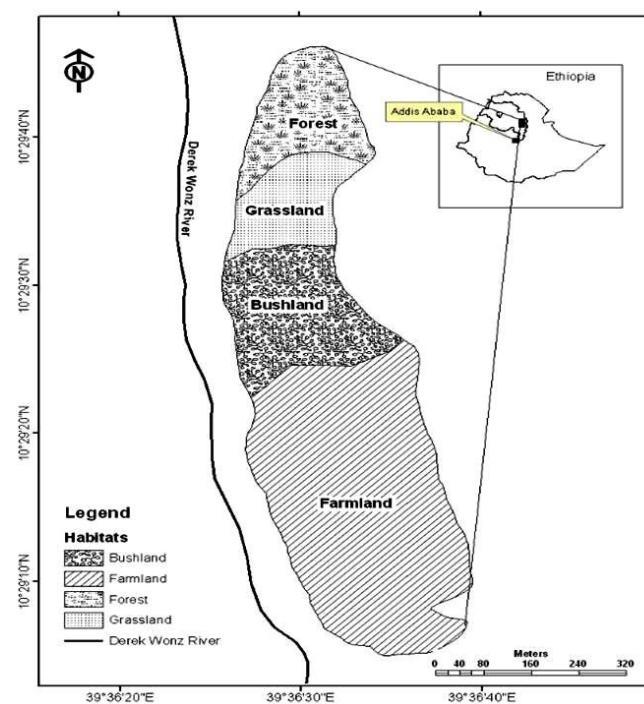 N
Ethiopia
Addis Ababa
Forest
Derek Wonz River
Grassland
Bushland
Farmland
10°29'40"N
10°29'30"N
10°29'20"N
10°29'10"N
Legend
Habitats
Bushland
Farmland
Forest
Grassland
Derek Wonz River
Meters
0 20 40 80 160 240 320
39°36'20"E 39°36'30"E 39°36'40"E